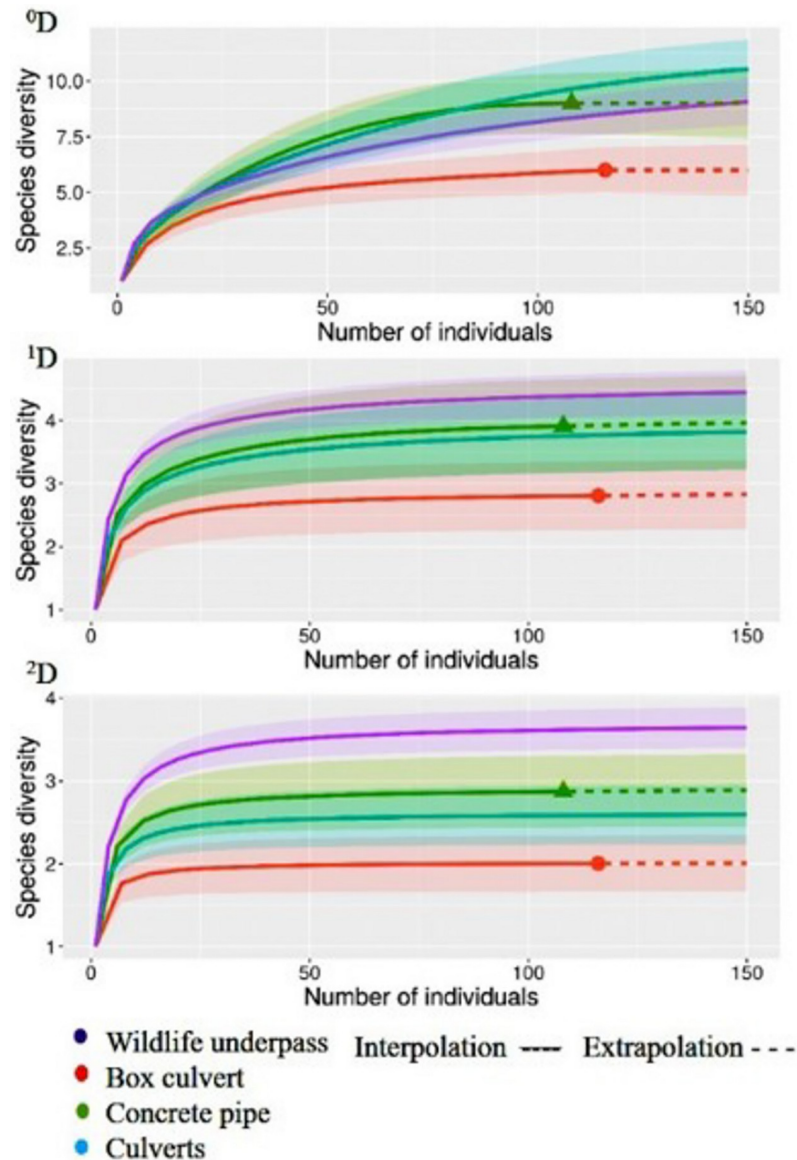 ⁰D
Species diversity
10.0
7.5
5.0
2.5
0 50 100 150
Number of individuals
¹D
Species diversity
4
3
2
1
0 50 100 150
Number of individuals
²D
Species diversity
4
3
2
1
0 50 100 150
Number of individuals
Wildlife underpass Interpolation Extrapolation
Box culvert
Concrete pipe
Culverts